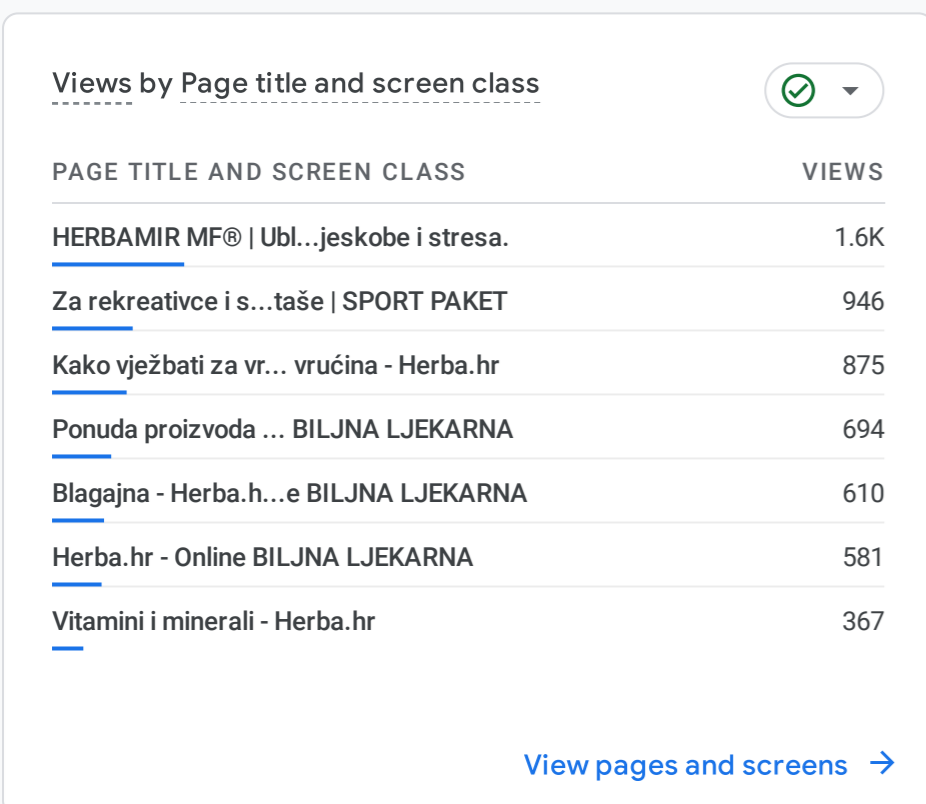 Views by Page title and screen class
PAGE TITLE AND SCREEN CLASS VIEWS
HERBAMIR MF® | Ubl...jeskobe i stresa. 1.6K
Za rekreativce i s...taše | SPORT PAKET 946
Kako vježbati za vr... vrućina - Herba.hr 875
Ponuda proizvoda ... BILJNA LJEKARNA 694
Blagajna - Herba.h...e BILJNA LJEKARNA 610
Herba.hr - Online BILJNA LJEKARNA 581
Vitamini i minerali - Herba.hr 367
View pages and screens